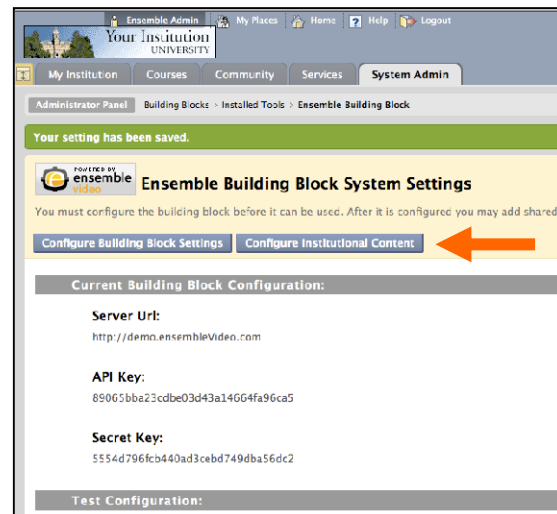 Ensemble Admin My Places Home ? Help Logout
Your Institution
UNIVERSITY
My Institution Courses Community Services System Admin
Administrator Panel Building Blocks > Installed Tools > Ensemble Building Block
Your setting has been saved.
POWERED BY
ensemble
video
Ensemble Building Block System Settings
You must configure the building block before it can be used. After it is configured you may add shared
Configure Building Block Settings Configure Institutional Content
Current Building Block Configuration:
Server Url:
http://demo.ensembleVideo.com
API Key:
89065bba23cdbe03d43a14664fa96ca5
Secret Key:
5554d796fcb440ad3cebd749dba56dc2
Test Configuration: